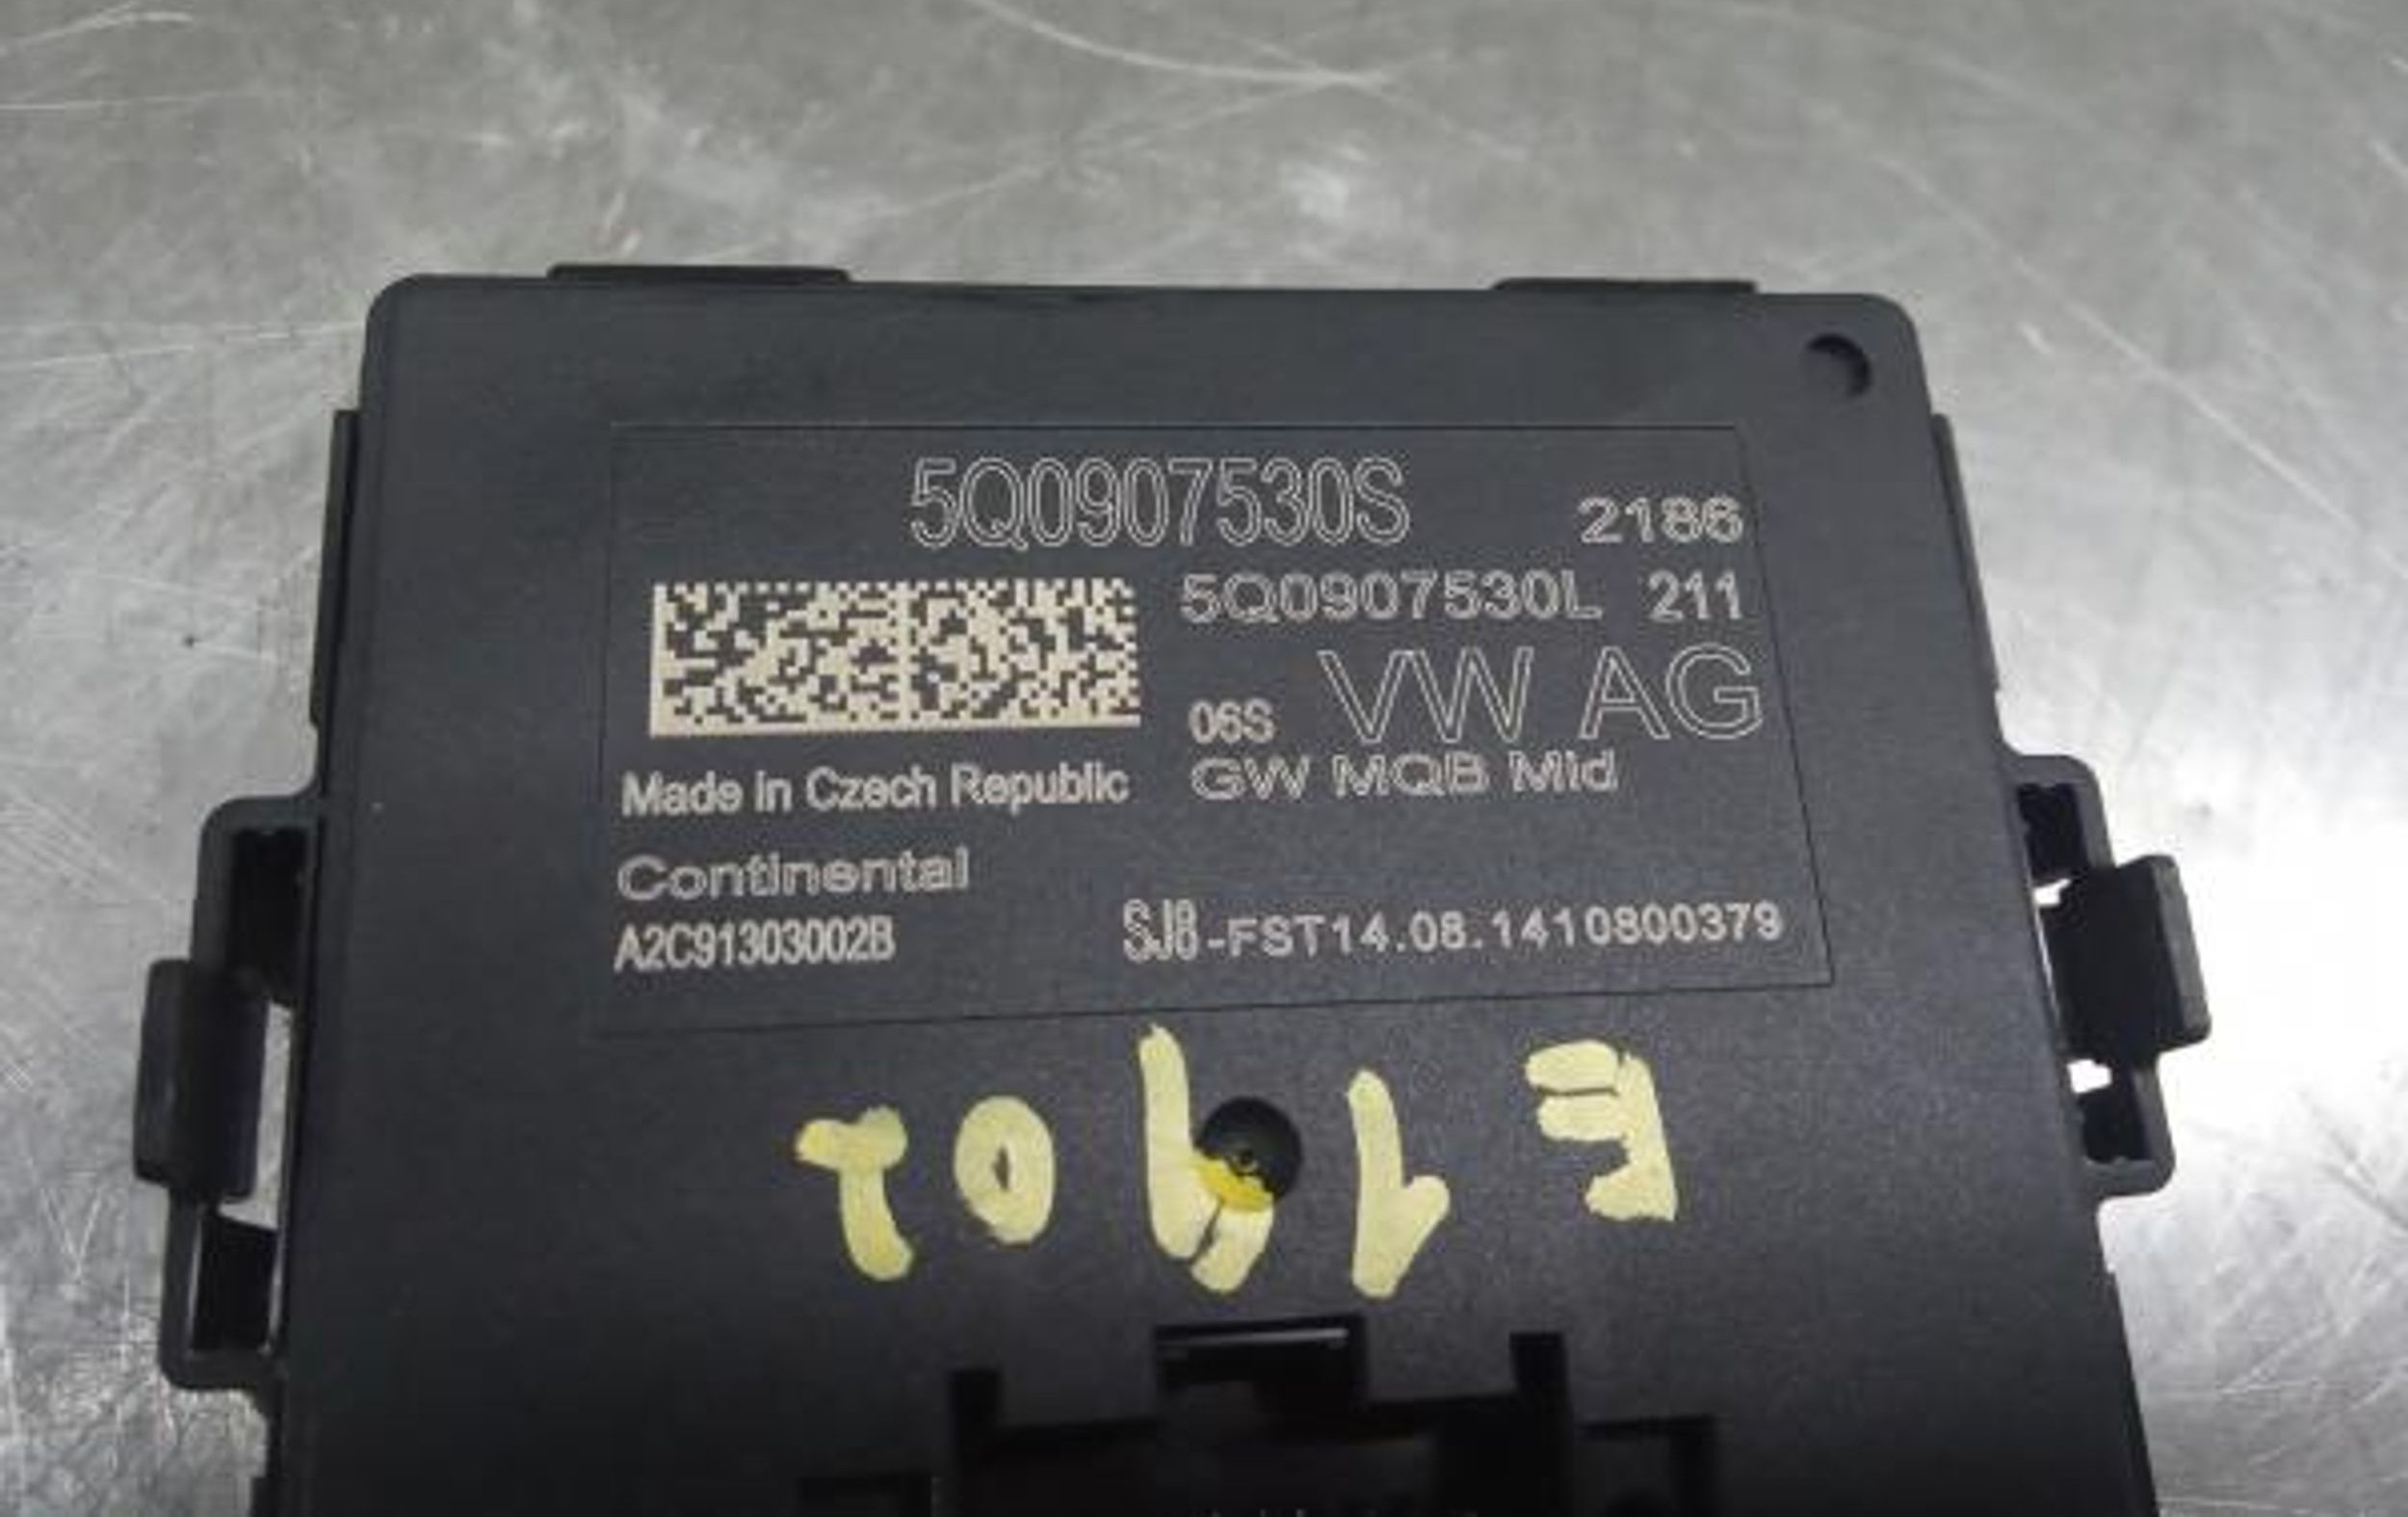 5Q0907530S 2186
5Q0907530L 211
06S VW AG
GW MQB Mid
Made in Czech Republic
Continental
A2C91303002B SJ8-FST14.08.1410800379